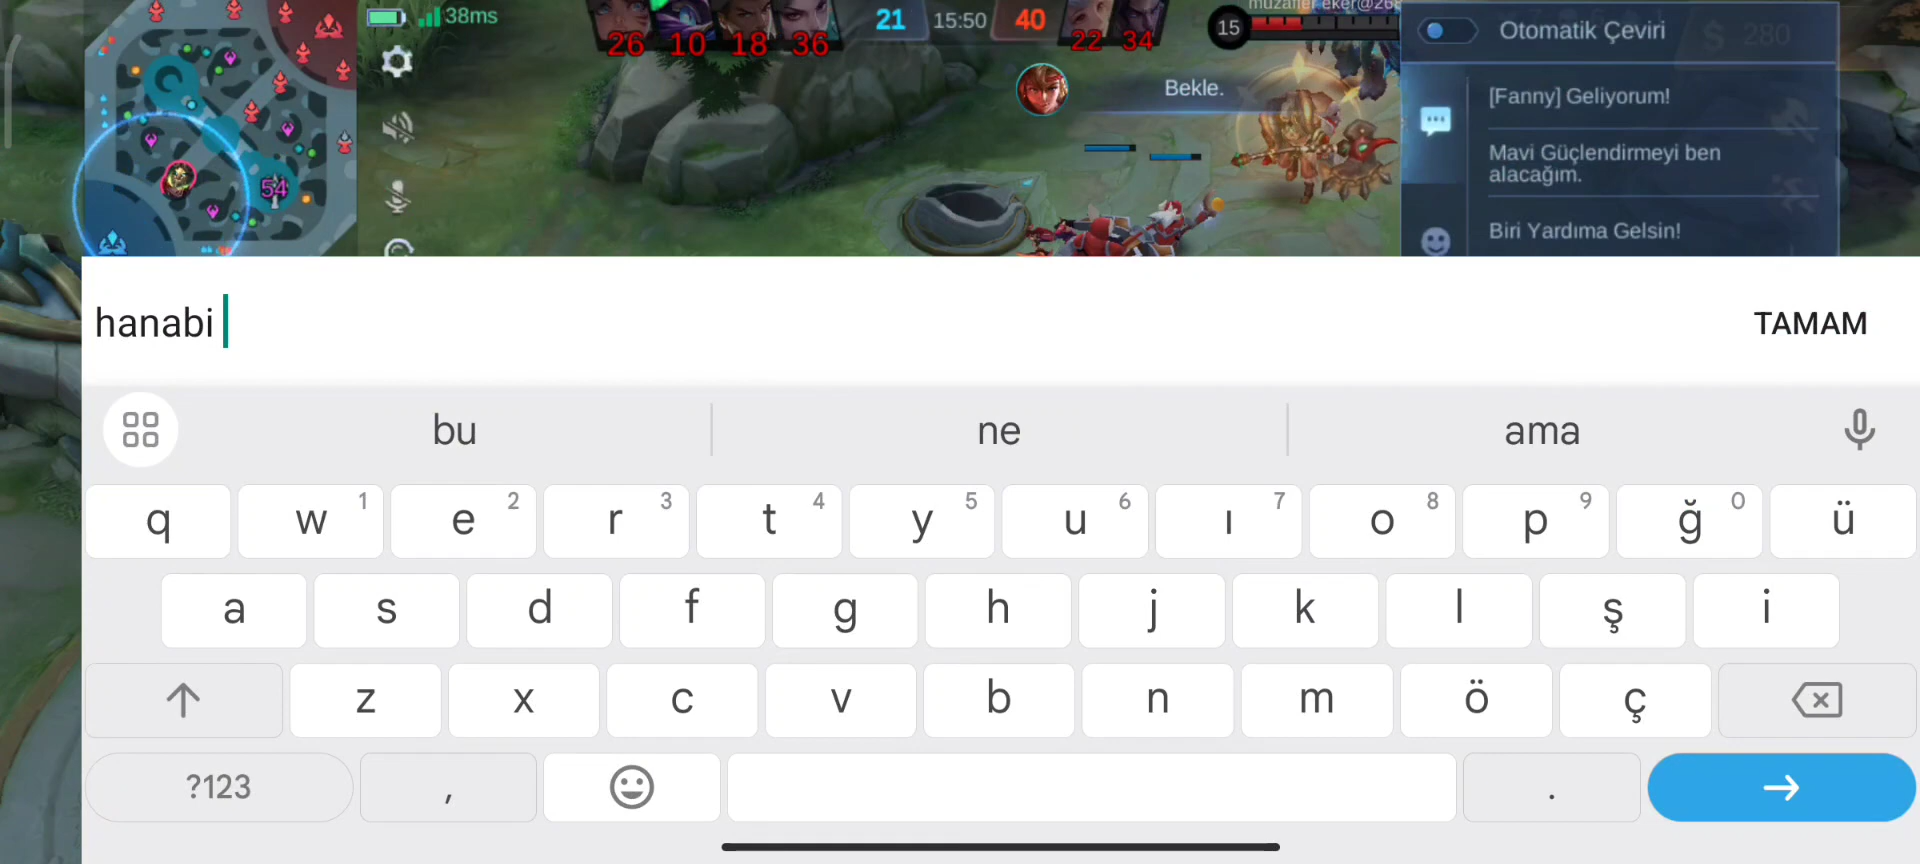 38ms
26 10 18 36
21 15:50 40
22 34
15
$ 280
Otomatik Çeviri
Bekle.
[Fanny] Geliyorum!
Mavi Güçlendirmeyi ben
alacağım.
Biri Yardıma Gelsin!
54
hanabi
TAMAM
bu ne ama
q w 1 e 2 r 3 t 4 y 5 u 6 ı 7 o 8 p 9 ğ 0 ü
a s d f g h j k l ş i
z x c v b n m ö ç
?123 , .